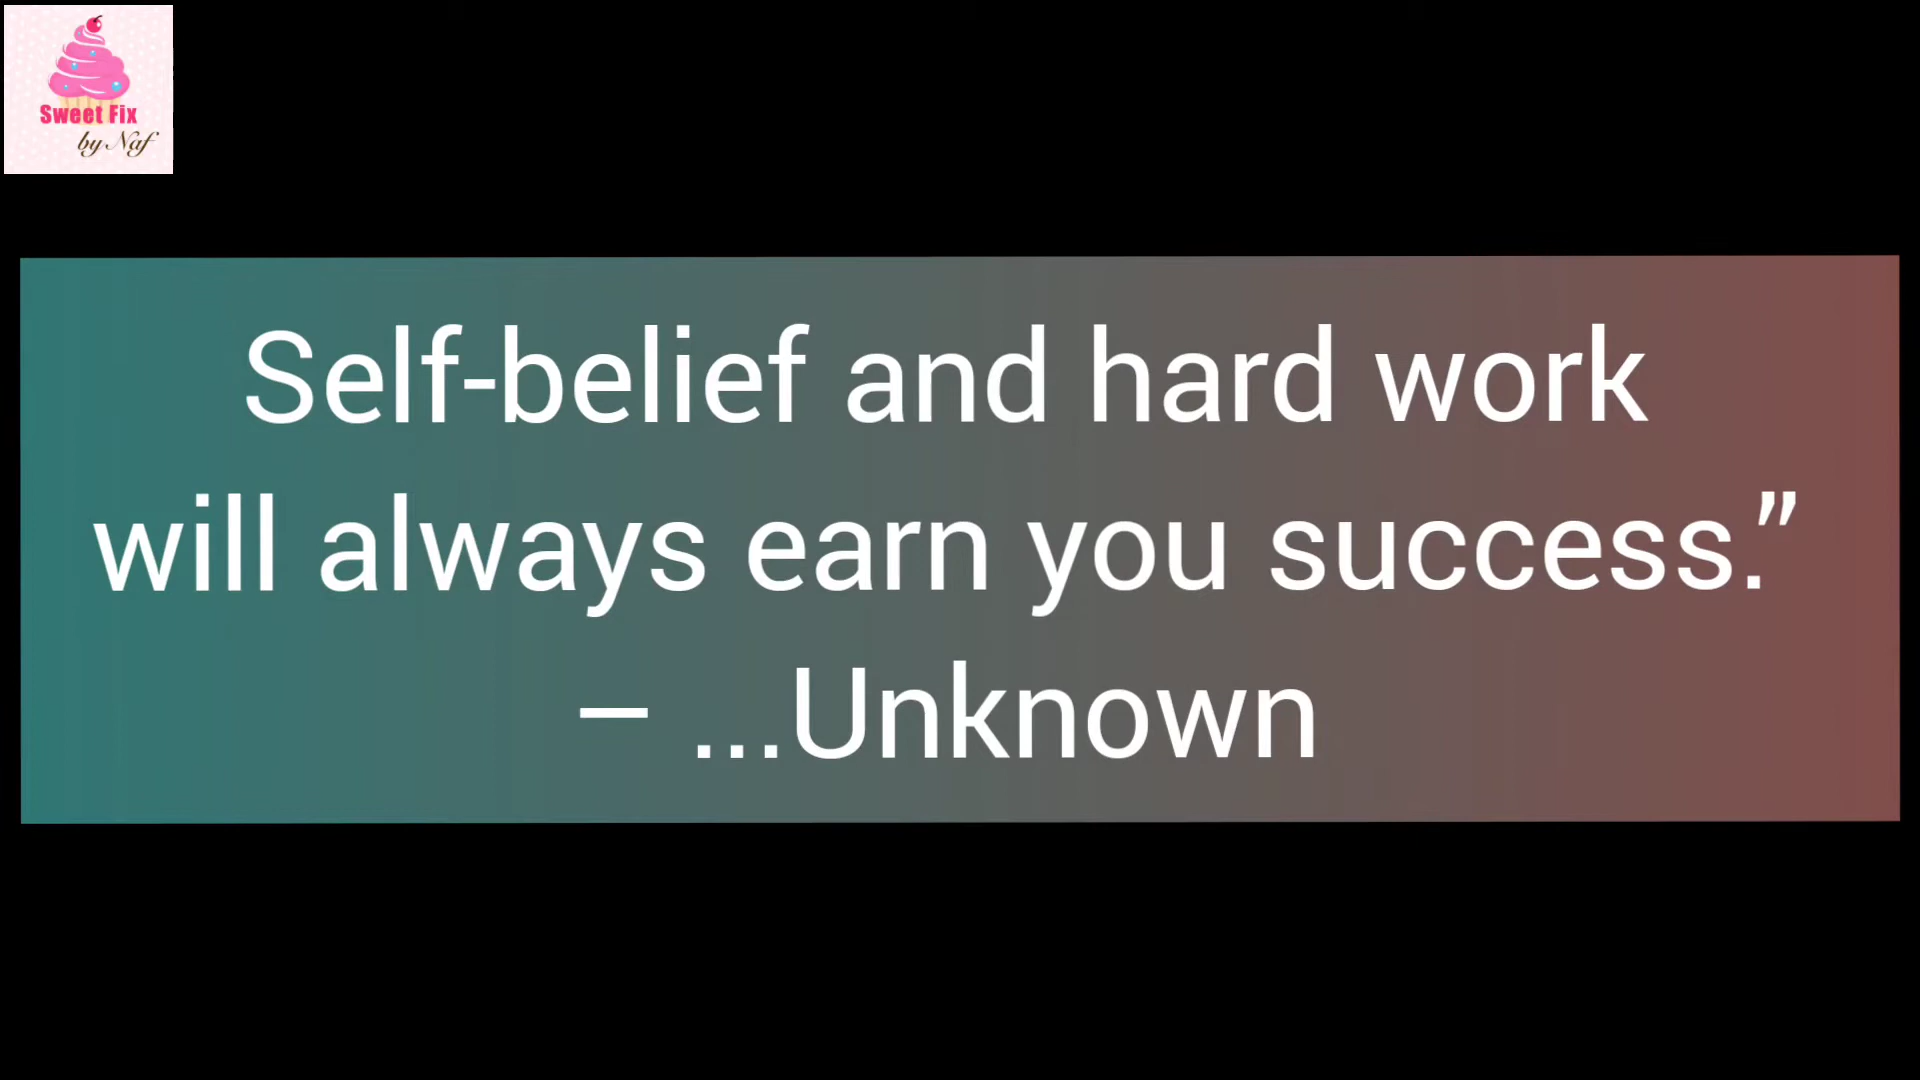 Sweet Fix
by Naf
Self-belief and hard work
will always earn you success.”
– ...Unknown